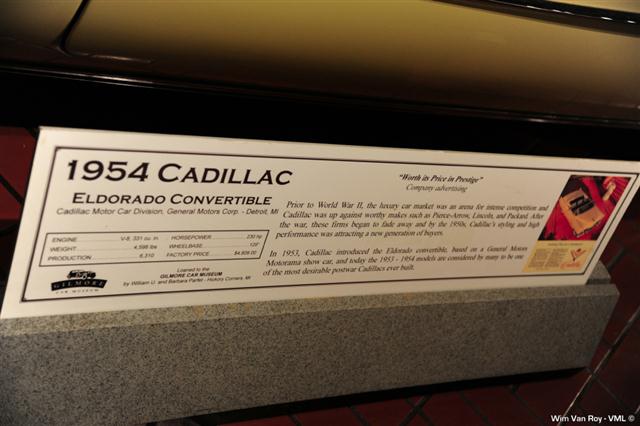 1954 CADILLAC
ELDORADO CONVERTIBLE
Cadillac Motor Car Division, General Motors Corp. - Detroit, MI
ENGINE V-8, 331 cu. in. HORSEPOWER 230 hp
WEIGHT 4,598 lbs WHEELBASE 129"
PRODUCTION 6,310 FACTORY PRICE
Loaned to the
GILMORE CAR MUSEUM
by William U. and Barbara Parfet - Hickory Corners, MI
GILMORE
CAR MUSEUM
"Worth its Price in Prestige"
Company advertising
Prior to World War II, the luxury car market was an arena for intense competition and
Cadillac was up against worthy makes such as Pierce-Arrow, Lincoln, and Packard. After
the war, these firms began to fade away and by the 1950s, Cadillac's styling and high
performance was attracting a new generation of buyers.
In 1953, Cadillac introduced the Eldorado convertible, based on a General Motors
Motorama show car, and today the 1953 - 1954 models are considered by many to be one
of the most desirable postwar Cadillacs ever built.
Wim Van Roy - VML ©